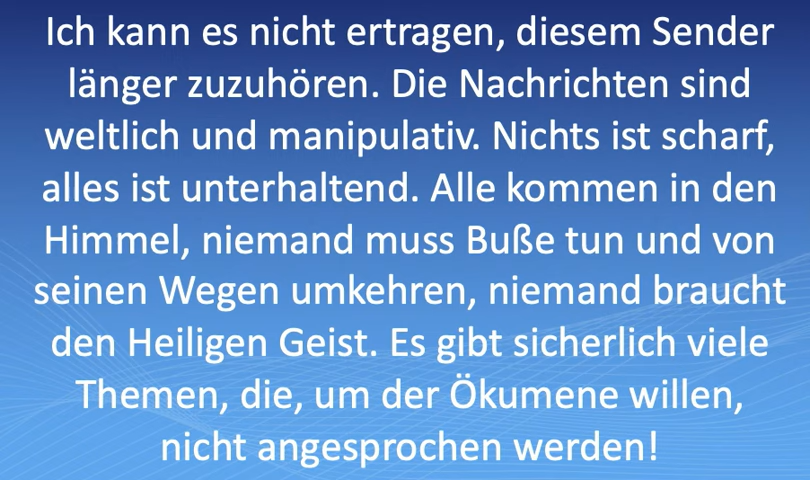 Ich kann es nicht ertragen, diesem Sender
länger zuzuhören. Die Nachrichten sind
weltlich und manipulativ. Nichts ist scharf,
alles ist unterhaltend. Alle kommen in den
Himmel, niemand muss Buße tun und von
seinen Wegen umkehren, niemand braucht
den Heiligen Geist. Es gibt sicherlich viele
Themen, die, um der Ökumene willen,
nicht angesprochen werden!